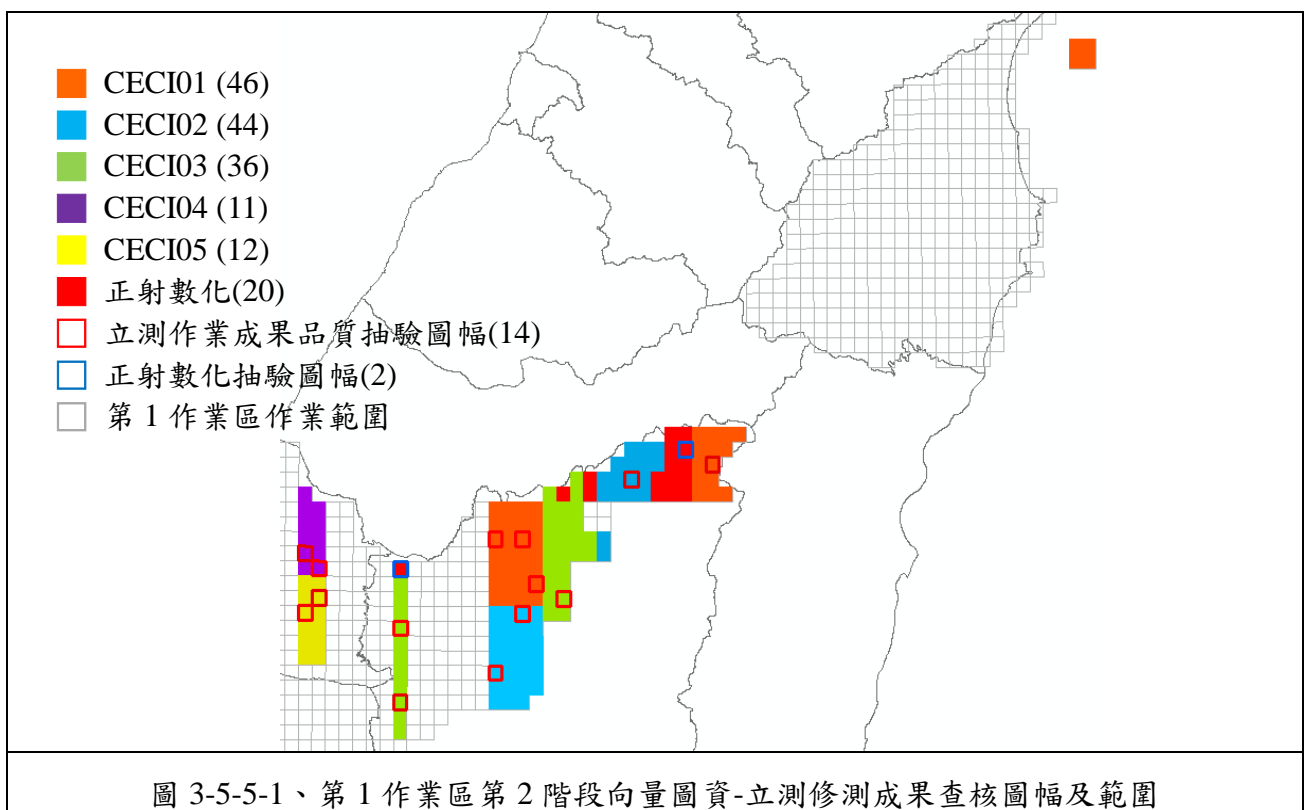 CECI01 (46)
CECI02 (44)
CECI03 (36)
CECI04 (11)
CECI05 (12)
正射數化(20)
立測作業成果品質抽驗圖幅(14)
正射數化抽驗圖幅(2)
第 1 作業區作業範圍
圖 3-5-5-1、第 1 作業區第 2 階段向量圖資-立測修測成果查核圖幅及範圍